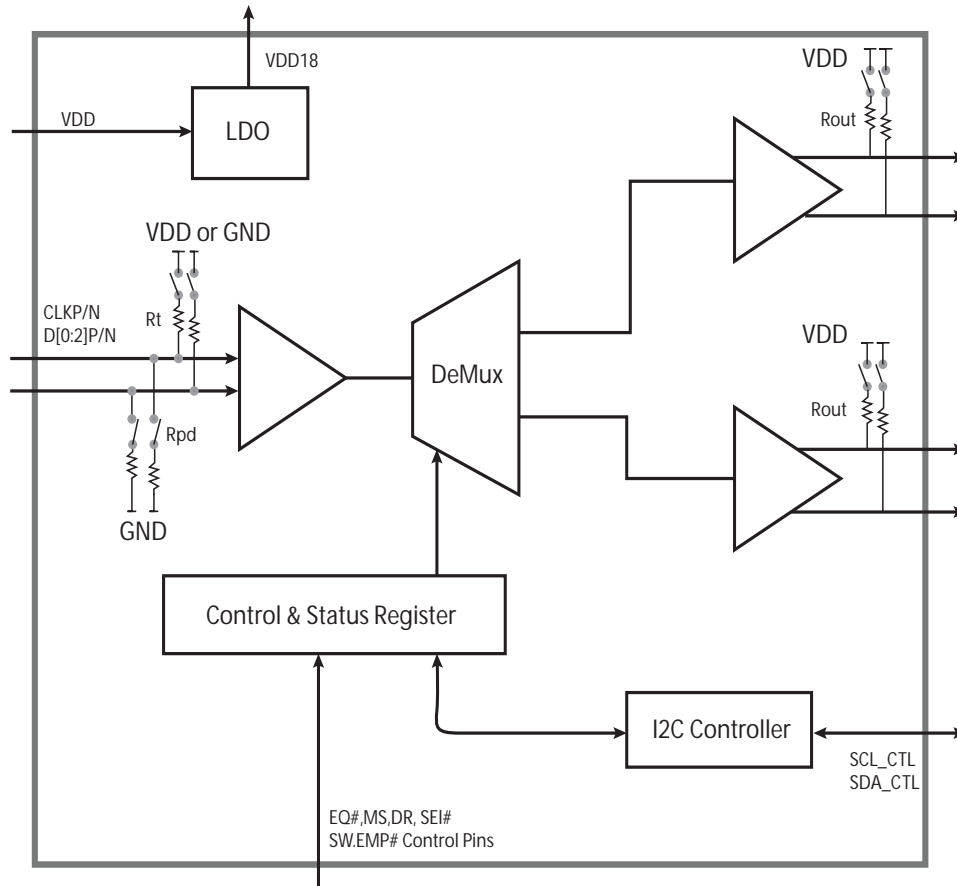 VDD18
VDD
LDO
VDD
Rout
VDD or GND
CLKP/N
D[0:2]P/N
Rt
DeMux
VDD
Rout
Rpd
GND
Control & Status Register
I2C Controller
SCL_CTL
SDA_CTL
EQ#,MS,DR, SEI#
SW.EMP# Control Pins